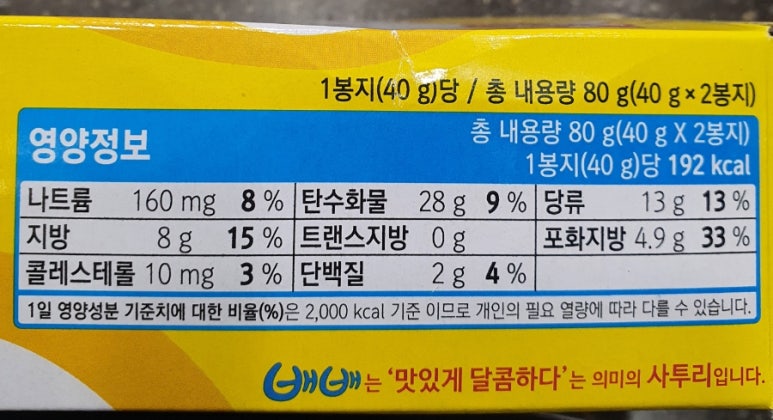 1봉지(40 g)당 / 총 내용량 80 g(40 g×2봉지)
영양정보
총 내용량 80 g(40 g X 2봉지)
1봉지(40 g)당 192 kcal
나트륨 160 mg 8 % 탄수화물 28 g 9 % 당류 13 g 13 %
지방 8 g 15 % 트랜스지방 0 g 포화지방 4.9 g 33 %
콜레스테롤 10 mg 3 % 단백질 2 g 4 %
1일 영양성분 기준치에 대한 비율(%)은 2,000 kcal 기준 이므로 개인의 필요 열량에 따라 다를 수 있습니다.
배배는 ‘맛있게 달콤하다’는 의미의 사투리입니다.